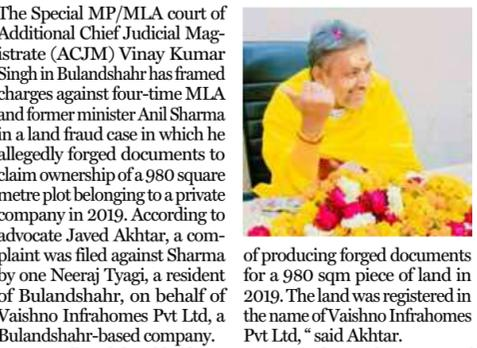 The Special MP/MLA court of
Additional Chief Judicial Mag-
istrate (ACJM) Vinay Kumar
Singh in Bulandshahr has framed
charges against four-time MLA
and former minister Anil Sharma
in a land fraud case in which he
allegedly forged documents to
claim ownership of a 980 square
metre plot belonging to a private
company in 2019. According to
advocate Javed Akhtar, a com-
plaint was filed against Sharma
by one Neeraj Tyagi, a resident
of Bulandshahr, on behalf of
Vaishno Infrahomes Pvt Ltd, a
Bulandshahr-based company.
of producing forged documents
for a 980 sqm piece of land in
2019. The land was registered in
the name of Vaishno Infrahomes
Pvt Ltd, “ said Akhtar.